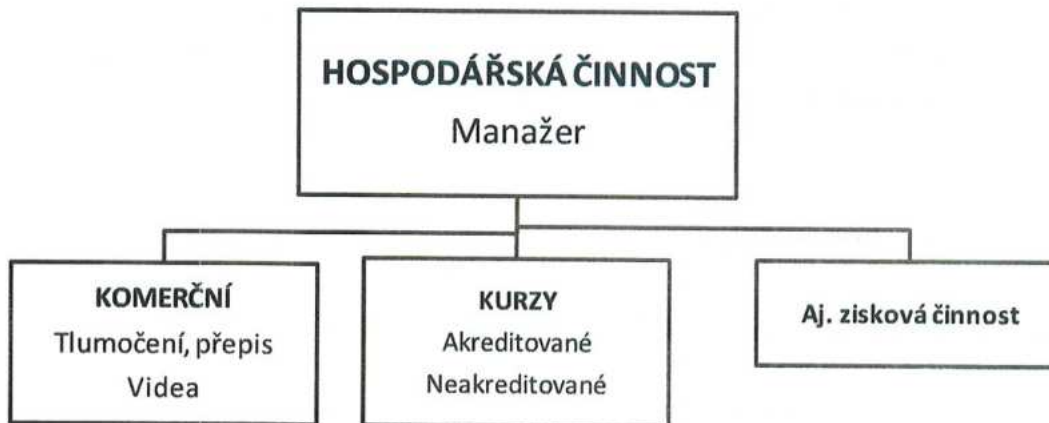 HOSPODÁŘSKÁ ČINNOST
Manažer
KOMERČNÍ
Tlumočení, přepis
Videa
KURZY
Akreditované
Neakreditované
Aj. zisková činnost